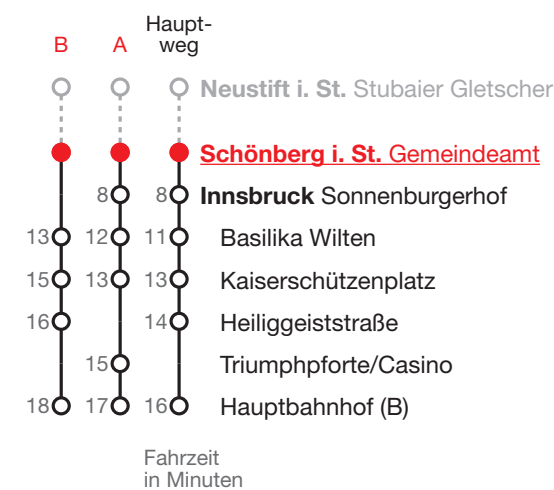 Haupt-
B A weg
Neustift i. St. Stubaier Gletscher
Schönberg i. St. Gemeindeamt
8 8 Innsbruck Sonnenburgerhof
13 12 11 Basilika Wilten
15 13 13 Kaiserschützenplatz
16 14 Heiliggeiststraße
15 Triumphpforte/Casino
18 17 16 Hauptbahnhof (B)
Fahrzeit
in Minuten